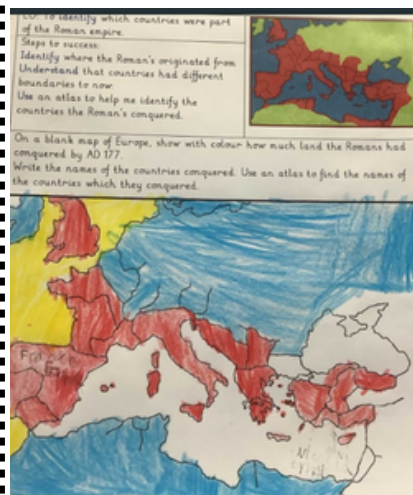 LO: To identify which countries were part
of the Roman empire.
Steps to success:
Identify where the Roman's originated from
Understand that countries had different
boundaries to now.
Use an atlas to help me identify the
countries the Roman's conquered.
On a blank map of Europe, show with colour how much land the Romans had
conquered by AD 177.
Write the names of the countries conquered. Use an atlas to find the names of
the countries which they conquered.